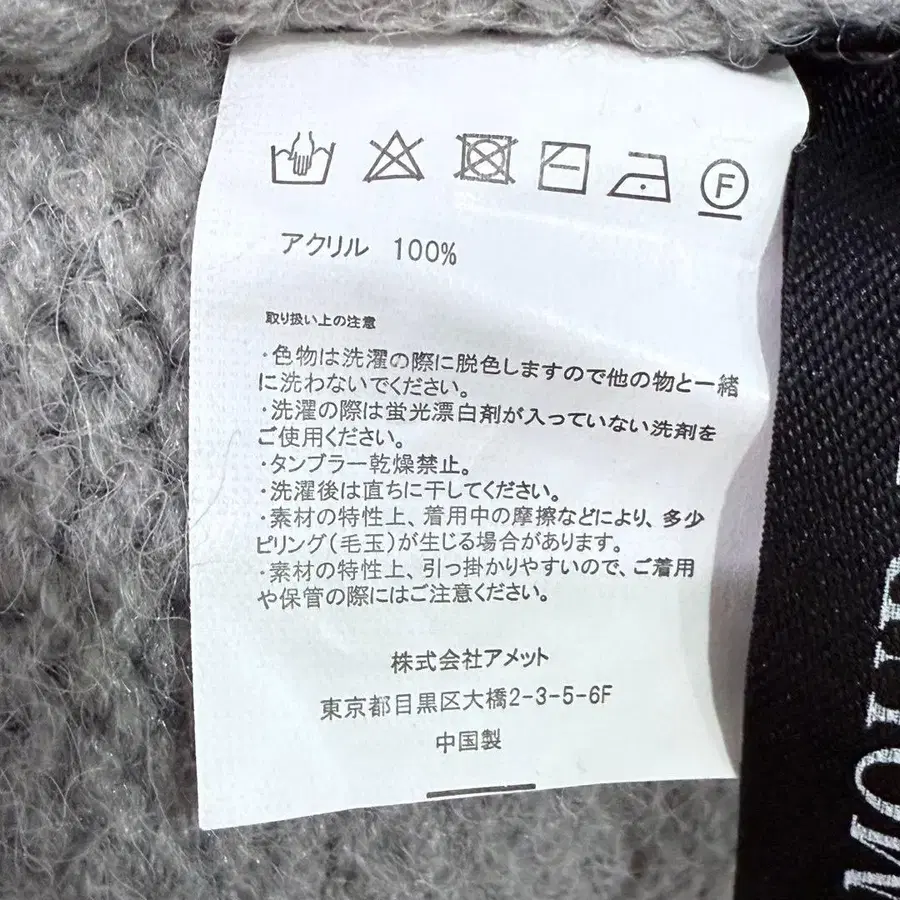 F
アクリル 100%
取り扱い上の注意
・色物は洗濯の際に脱色しますので他の物と一緒
に洗わないでください。
・洗濯の際は蛍光漂白剤が入っていない洗剤を
ご使用ください。
・タンブラー乾燥禁止。
・洗濯後は直ちに干してください。
・素材の特性上、着用中の摩擦などにより、多少
ピリング(毛玉)が生じる場合があります。
・素材の特性上、引っ掛かりやすいので、ご着用
や保管の際にはご注意ください。
株式会社アメット
東京都目黒区大橋2-3-5-6F
中国製